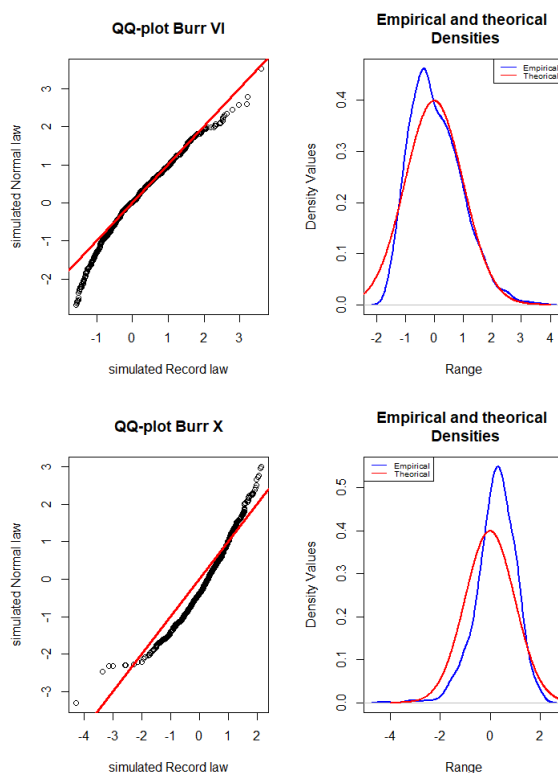 QQ-plot Burr VI
simulated Normal law
3
2
1
0
-1
-2
-1
0
1
2
3
simulated Record law
Empirical and theorical
Densities
Empirical
Theorical
Density Values
0.4
0.3
0.2
0.1
0.0
-2
-1
0
1
2
3
4
Range
QQ-plot Burr X
simulated Normal law
3
2
1
0
-1
-2
-3
-4
-3
-2
-1
0
1
2
simulated Record law
Empirical and theorical
Densities
Empirical
Theorical
Density Values
0.5
0.4
0.3
0.2
0.1
0.0
-4
-2
0
2
Range